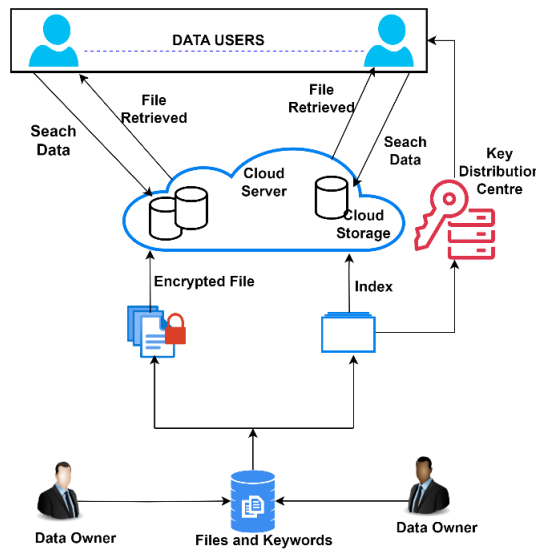 DATA USERS
File
Retrieved
File
Retrieved
Seach
Data
Seach
Data
Key
Distribution
Centre
Cloud
Server
Cloud
Storage
Encrypted File
Index
Data Owner
Files and Keywords
Data Owner